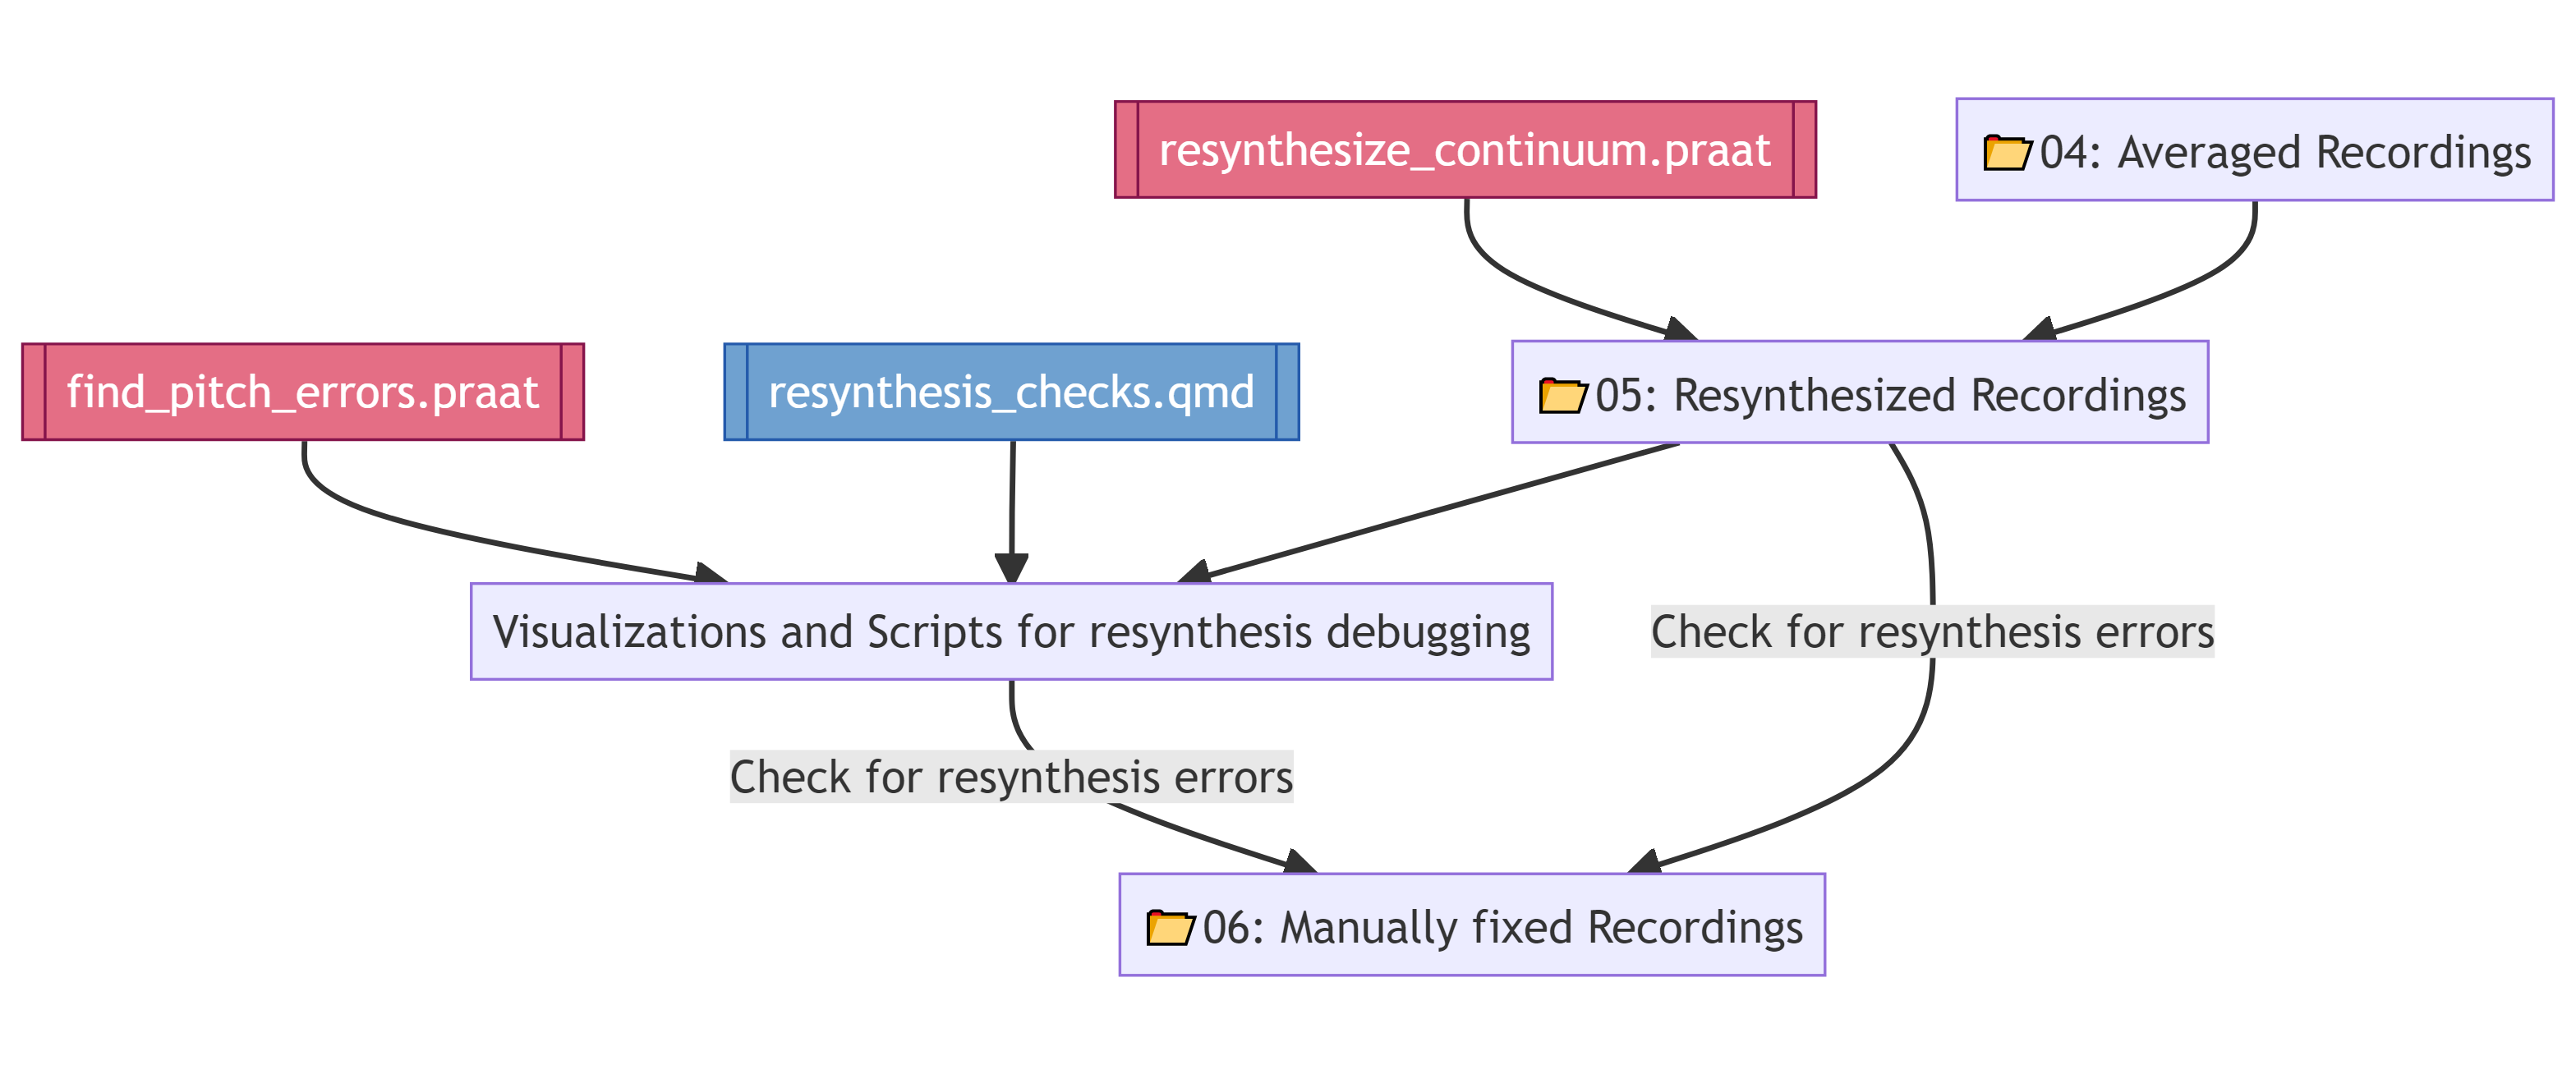 resynthesize_continuum.praat
04: Averaged Recordings
find_pitch_errors.praat
resynthesis_checks.qmd
05: Resynthesized Recordings
Visualizations and Scripts for resynthesis debugging
Check for resynthesis errors
Check for resynthesis errors
06: Manually fixed Recordings